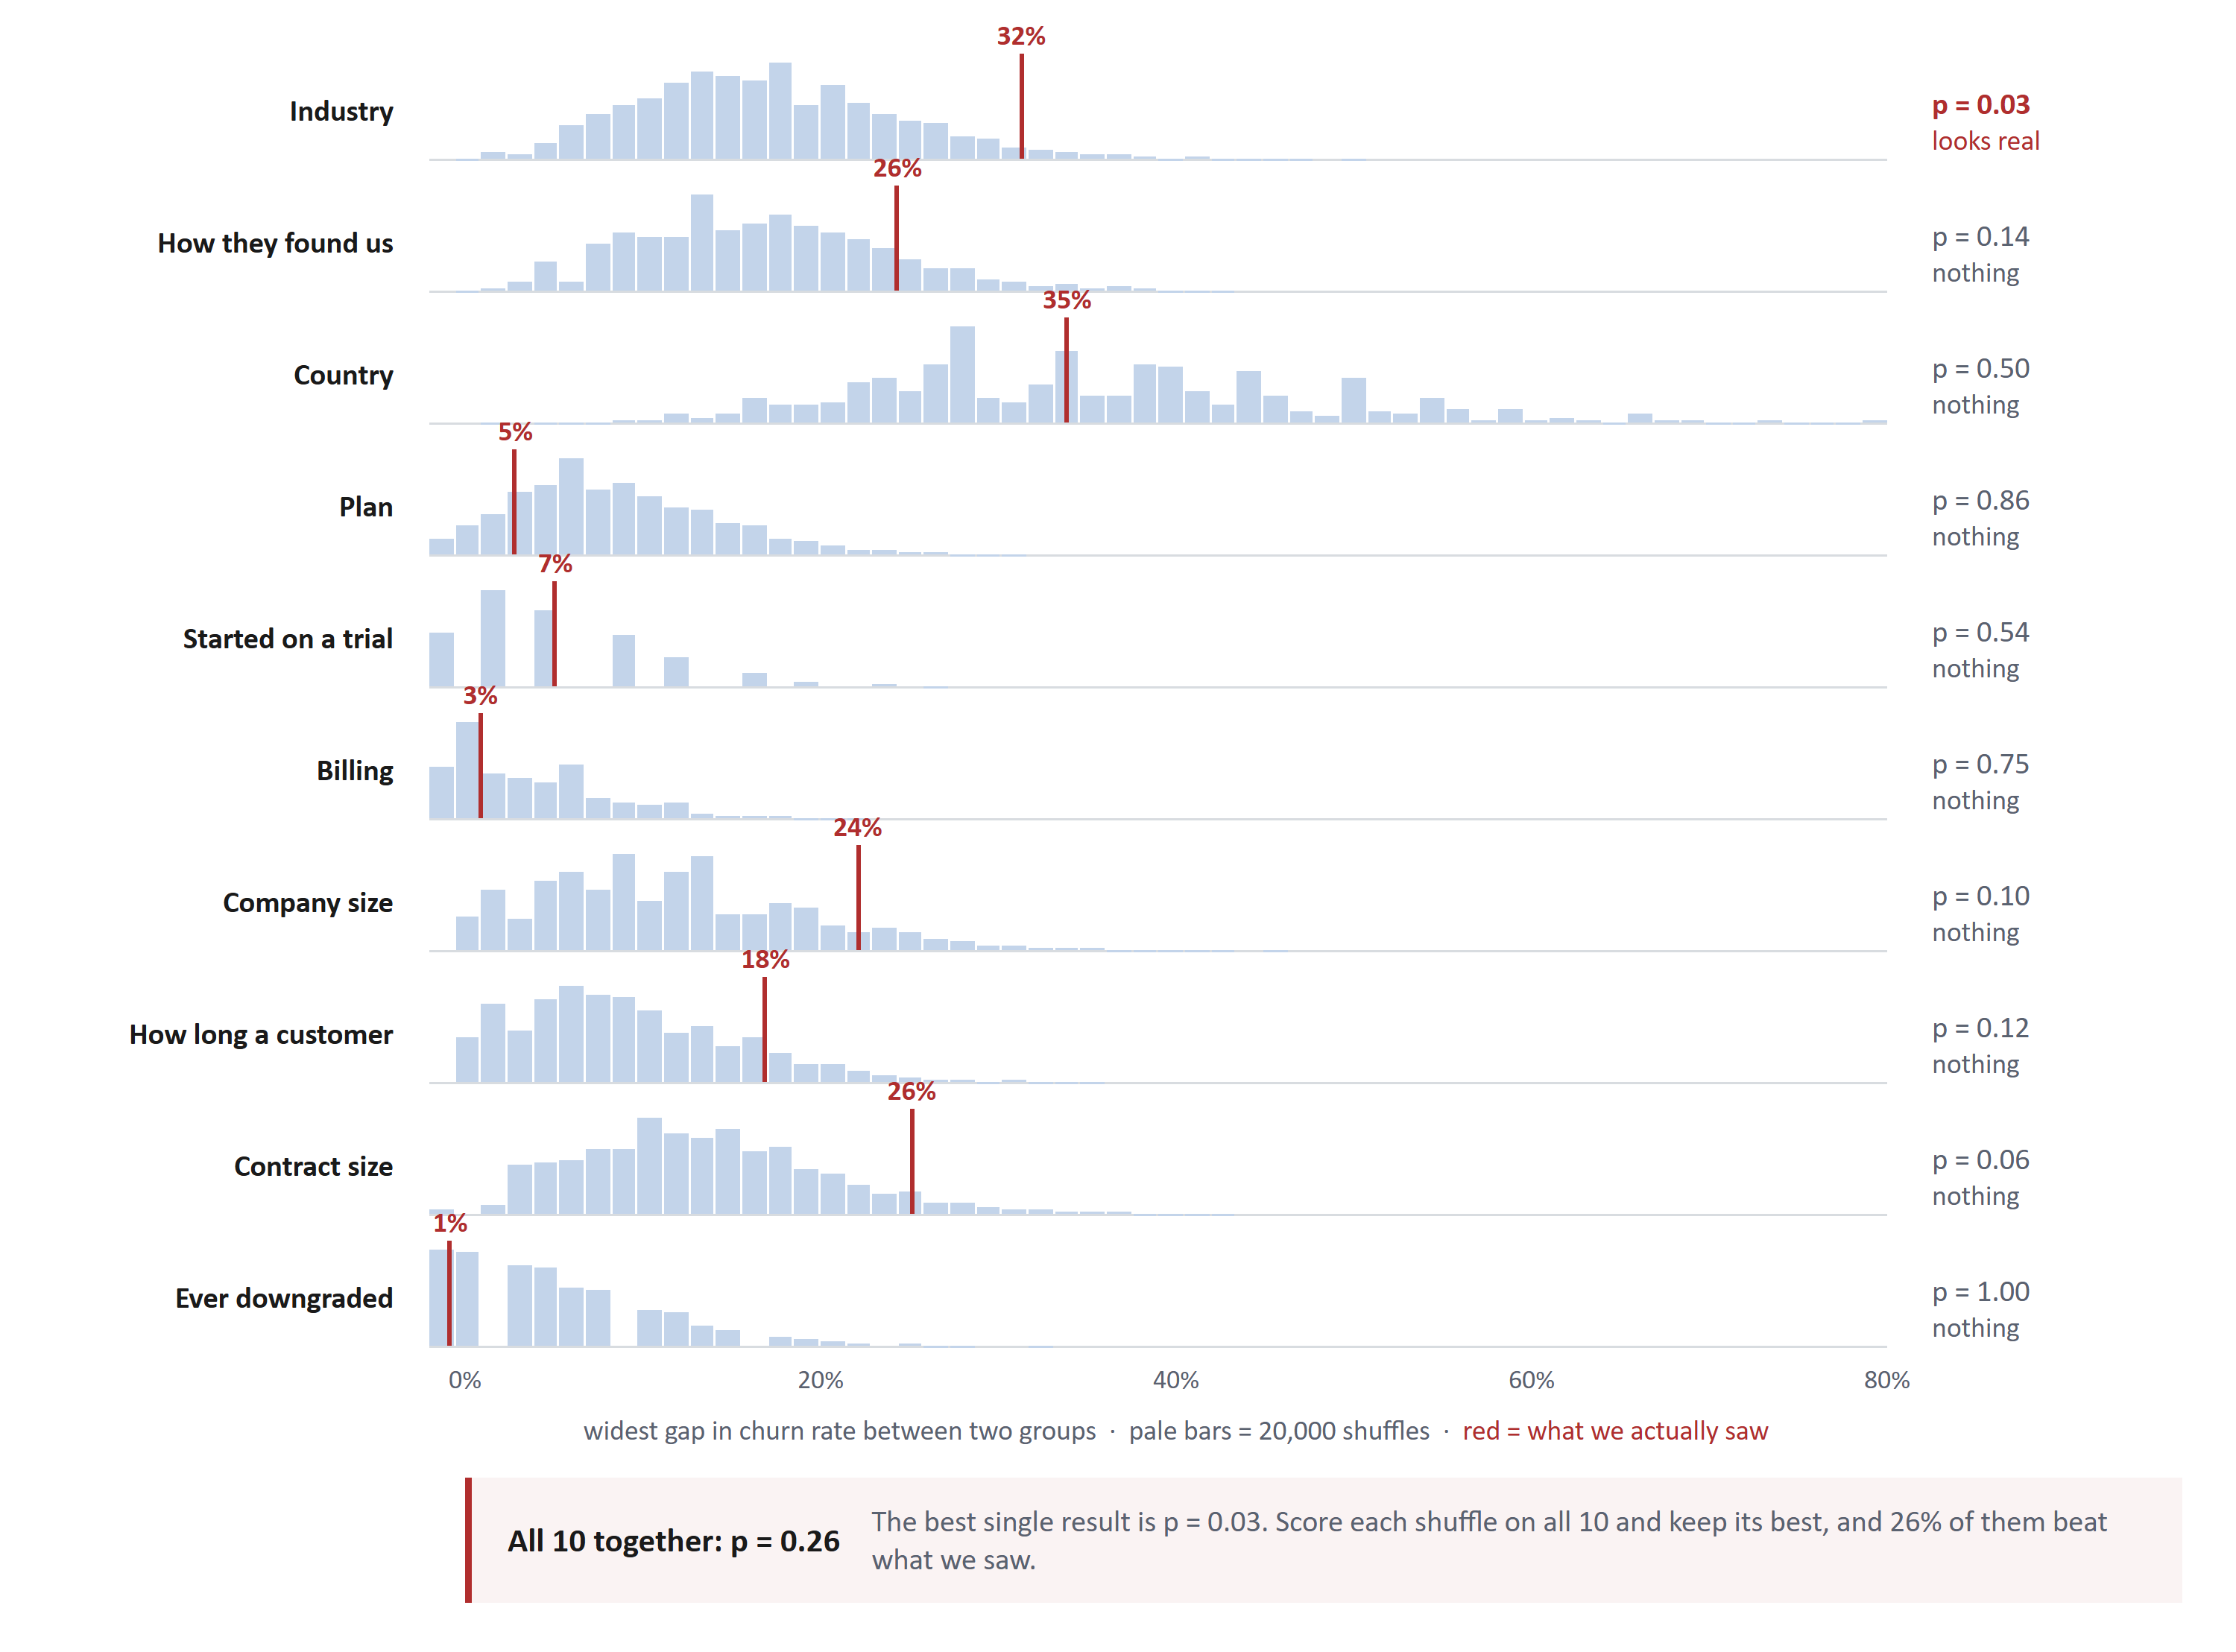 32%
Industry
p = 0.03
looks real
26%
How they found us
p = 0.14
nothing
35%
Country
p = 0.50
nothing
5%
Plan
p = 0.86
nothing
7%
Started on a trial
p = 0.54
nothing
3%
Billing
p = 0.75
nothing
24%
Company size
p = 0.10
nothing
18%
How long a customer
p = 0.12
nothing
26%
Contract size
p = 0.06
nothing
1%
Ever downgraded
p = 1.00
nothing
0% 20% 40% 60% 80%
widest gap in churn rate between two groups · pale bars = 20,000 shuffles · red = what we actually saw
All 10 together: p = 0.26
The best single result is p = 0.03. Score each shuffle on all 10 and keep its best, and 26% of them beat
what we saw.